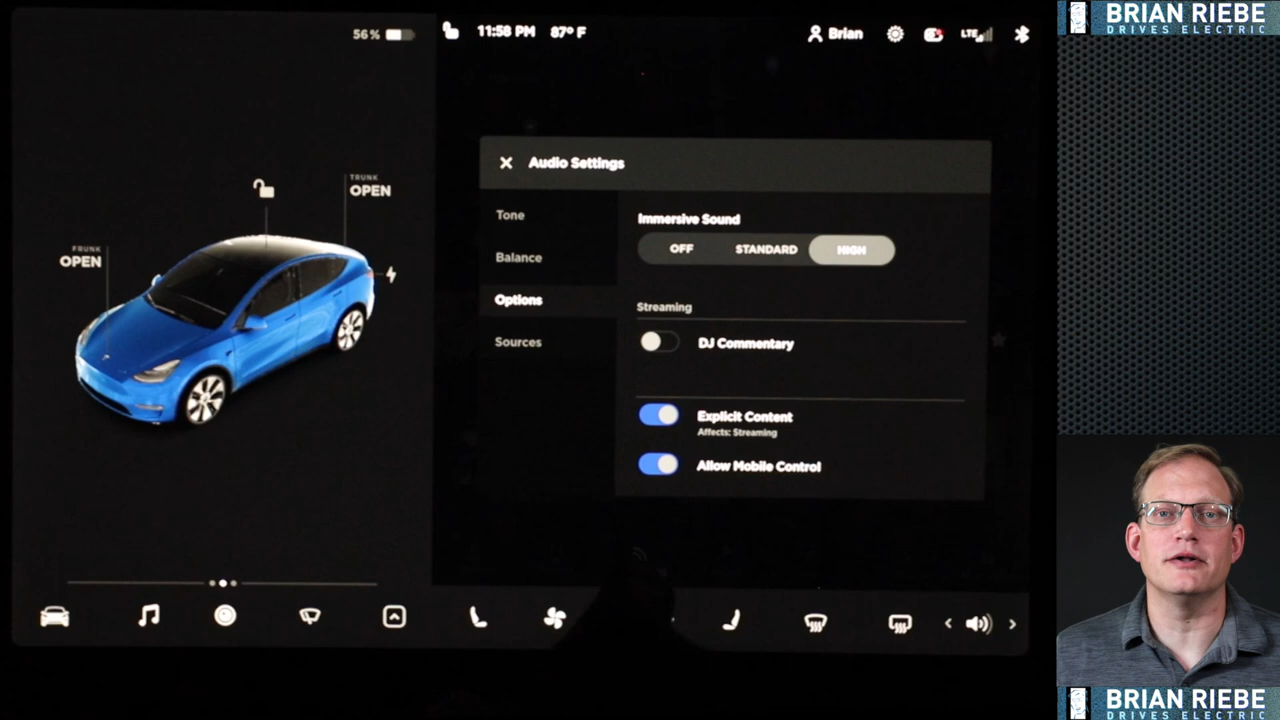 56 %
11:58 PM 87° F
Brian
LTE
TRUNK
OPEN
FRUNK
OPEN
Audio Settings
Tone
Balance
Options
Sources
Immersive Sound
OFF STANDARD HIGH
Streaming
DJ Commentary
Explicit Content
Affects: Streaming
Allow Mobile Control
BRIAN RIEBE
DRIVES ELECTRIC
BRIAN RIEBE
DRIVES ELECTRIC